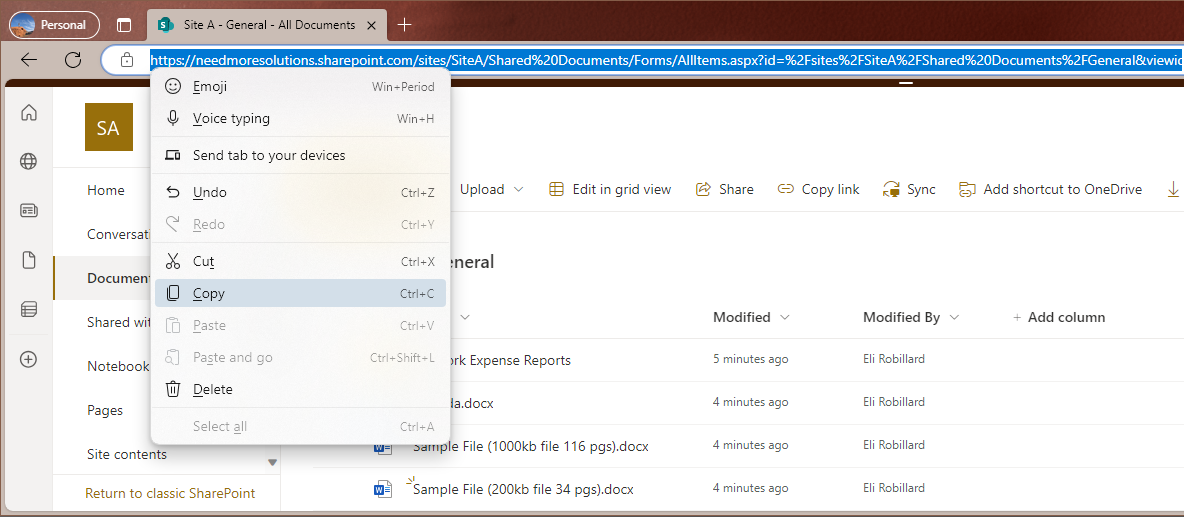 Personal
Site A - General - All Documents
https://needmoresolutions.sharepoint.com/sites/SiteA/Shared%20Documents/Forms/AllItems.aspx?id=%2Fsites%2FSiteA%2FShared%20Documents%2FGeneral&viewid
SA
Emoji Win+Period
Voice typing Win+H
Send tab to your devices
Undo Ctrl+Z
Redo Ctrl+Y
Cut Ctrl+X
Copy Ctrl+C
Paste Ctrl+V
Paste and go Ctrl+Shift+L
Delete
Select all Ctrl+A
Home
Conversati
Document
Shared wit
Notebook
Pages
Site contents
Return to classic SharePoint
Upload Edit in grid view Share Copy link Sync Add shortcut to OneDrive
eneral
Modified Modified By + Add column
rk Expense Reports 5 minutes ago Eli Robillard
da.docx 4 minutes ago Eli Robillard
Sample File (1000kb file 116 pgs).docx 4 minutes ago Eli Robillard
Sample File (200kb file 34 pgs).docx 4 minutes ago Eli Robillard